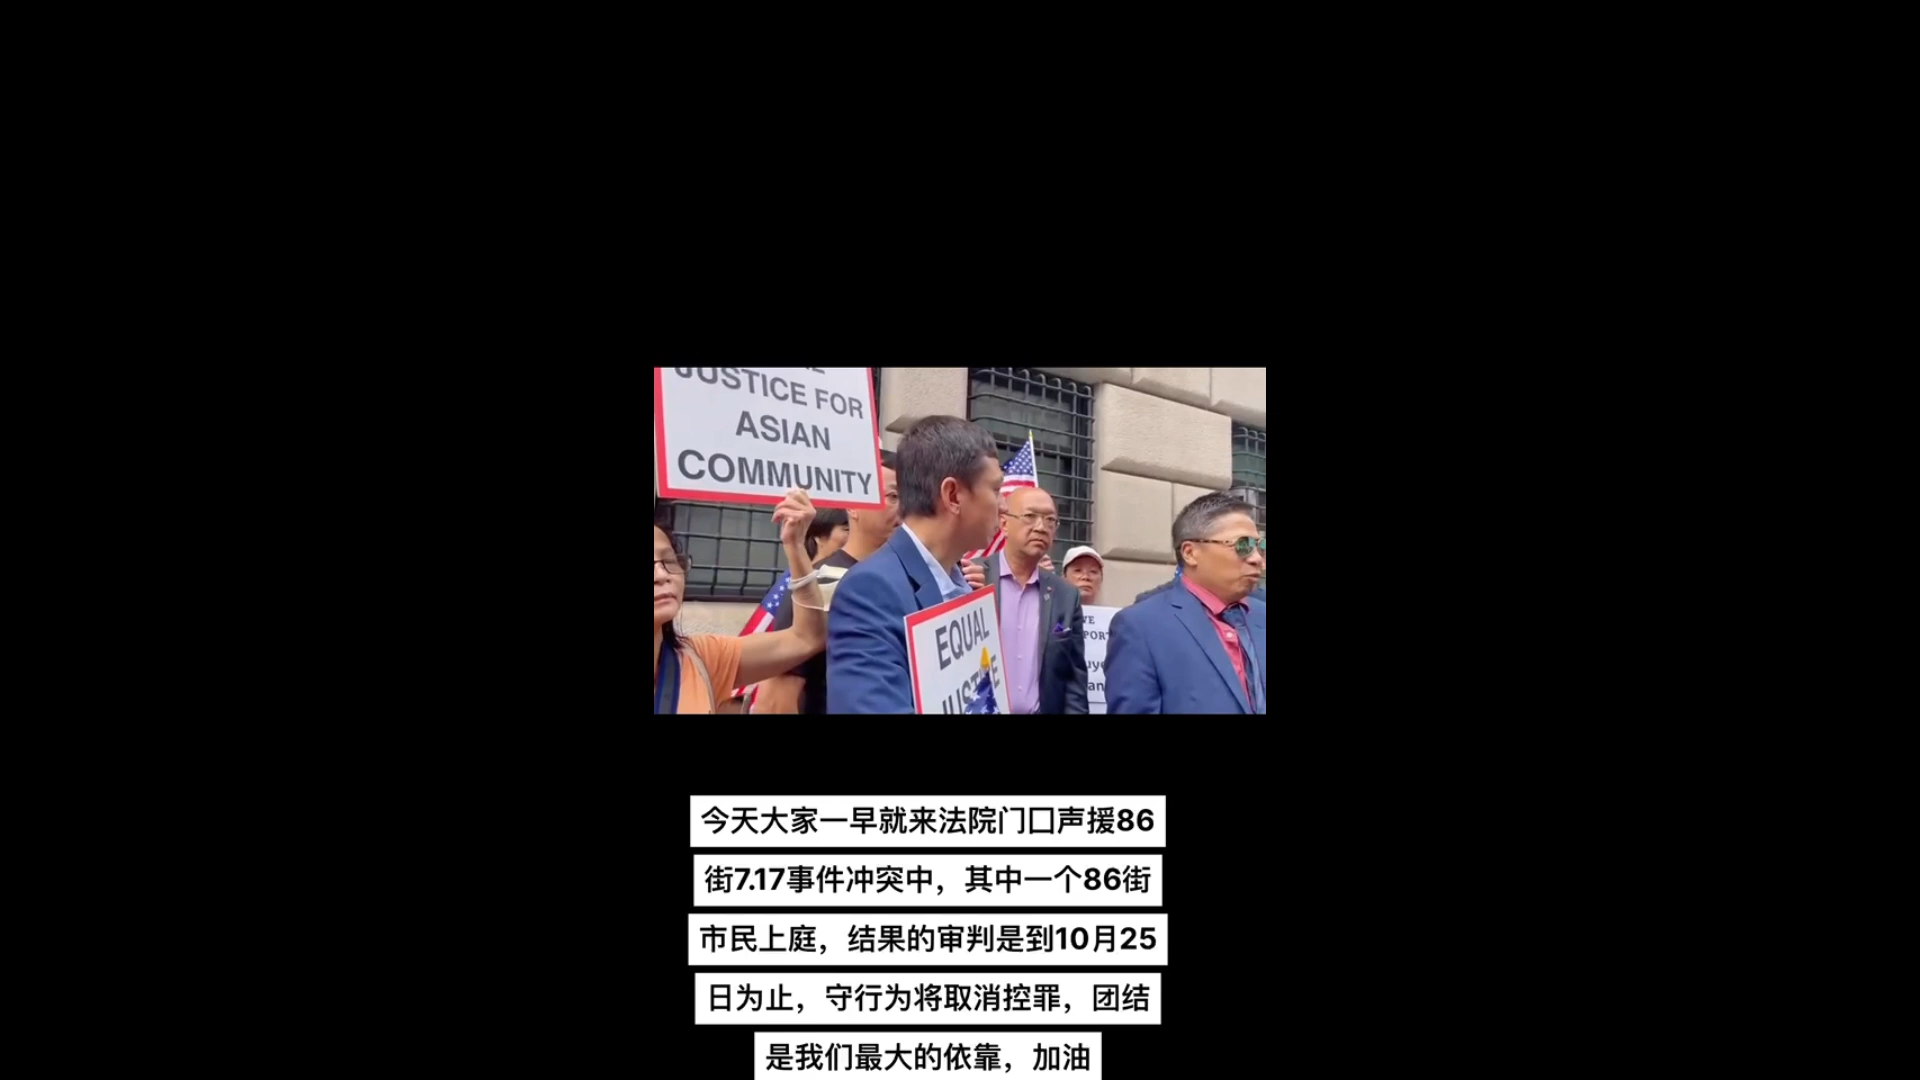 JUSTICE FOR
ASIAN
COMMUNITY
EQUAL
今天大家一早就来法院门口声援86
街7.17事件冲突中，其中一个86街
市民上庭，结果的审判是到10月25
日为止，守行为将取消控罪，团结
是我们最大的依靠，加油